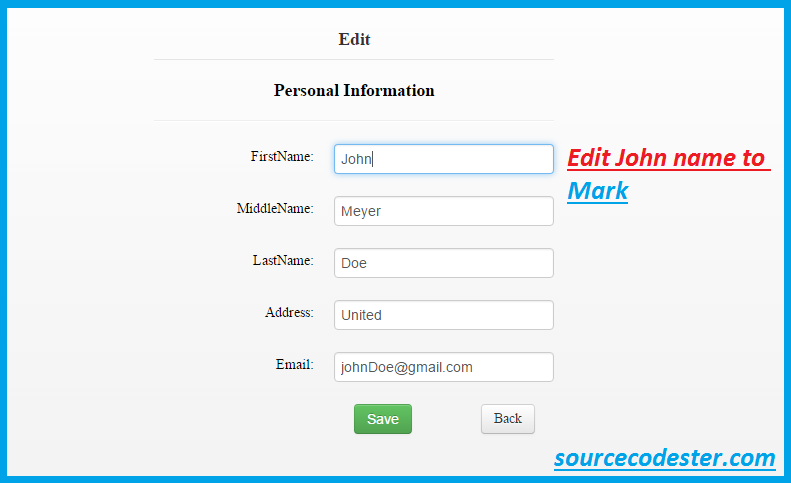 Edit
Personal Information
FirstName: John
Edit John name to
Mark
MiddleName: Meyer
LastName: Doe
Address: United
Email: johnDoe@gmail.com
Save Back
sourcecodester.com